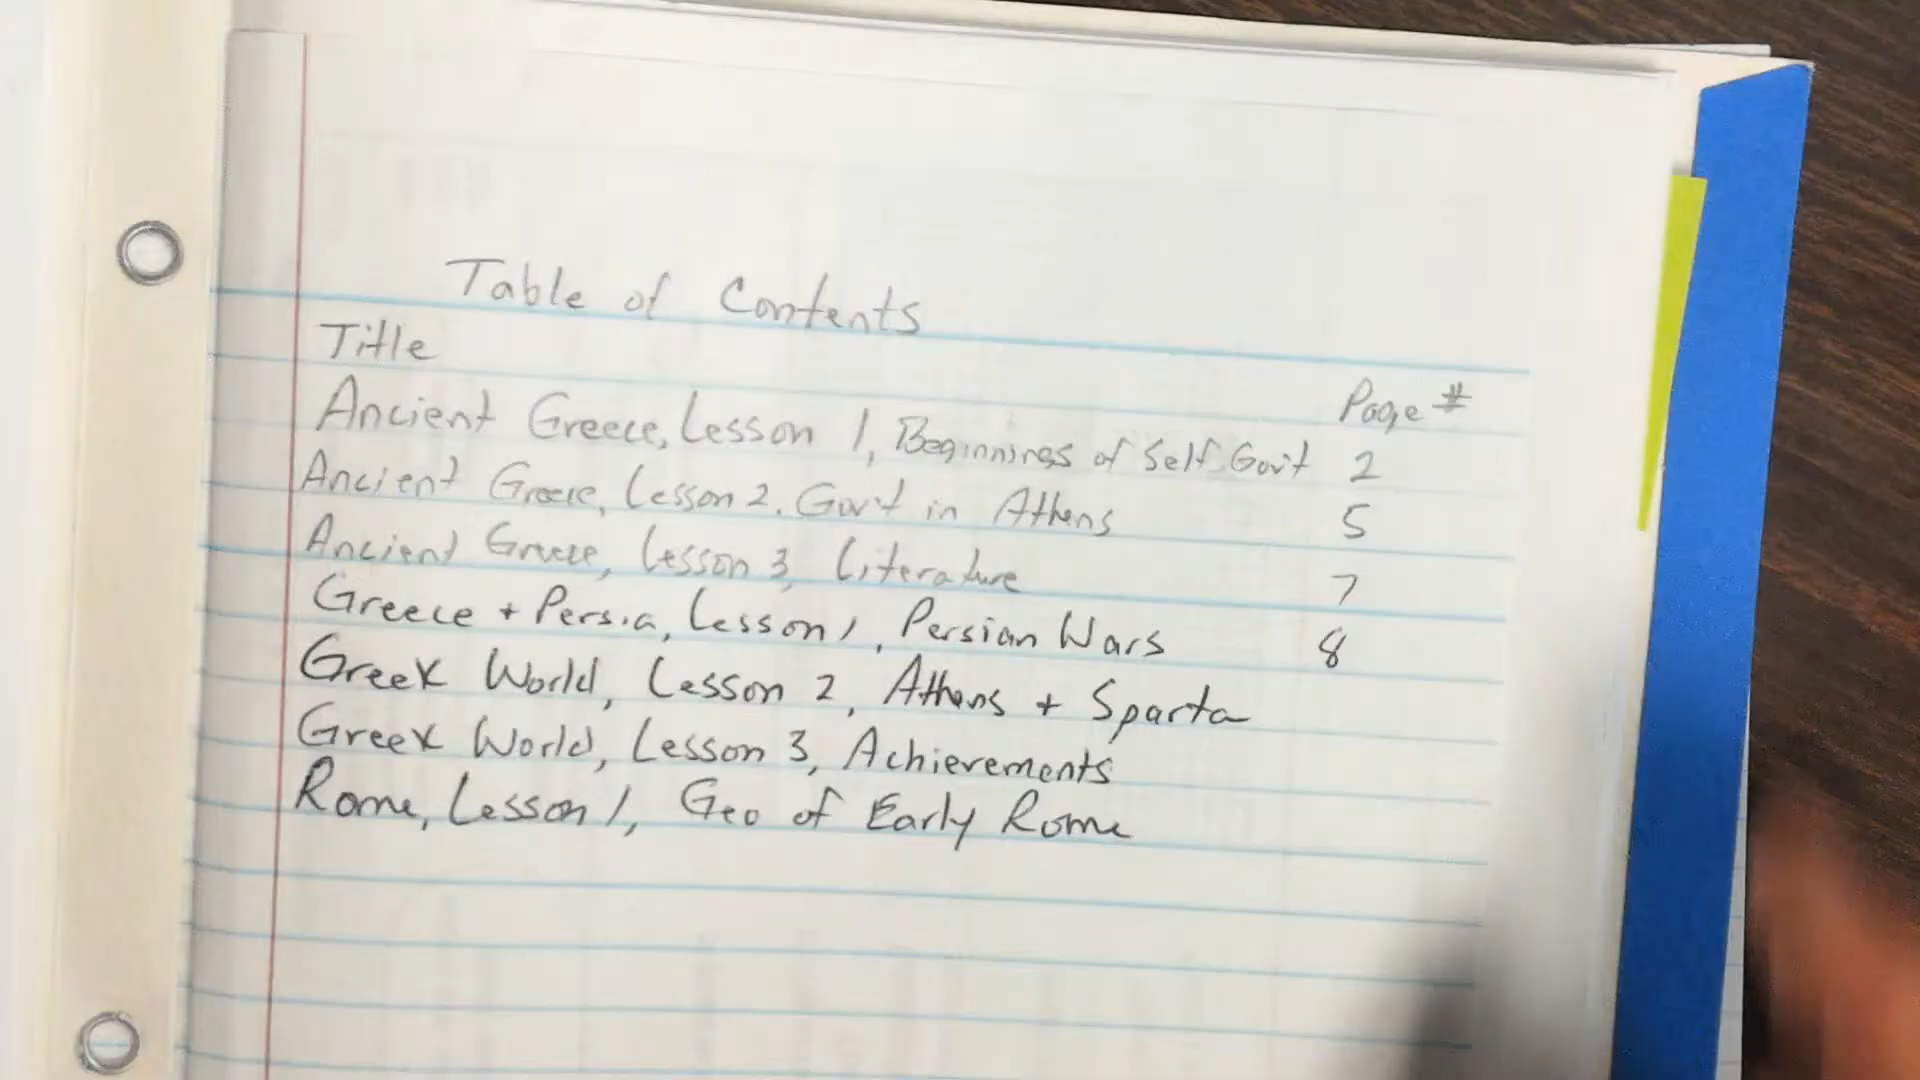 Table of Contents
Title Page #
Ancient Greece, Lesson 1, Beginnings of Self Gov't 2
Ancient Greece, Lesson 2, Gov't in Athens 5
Ancient Greece, Lesson 3, Literature 7
Greece + Persia, Lesson 1, Persian Wars 8
Greek World, Lesson 2, Athens + Sparta
Greek World, Lesson 3, Achievements
Rome, Lesson 1, Geo of Early Rome